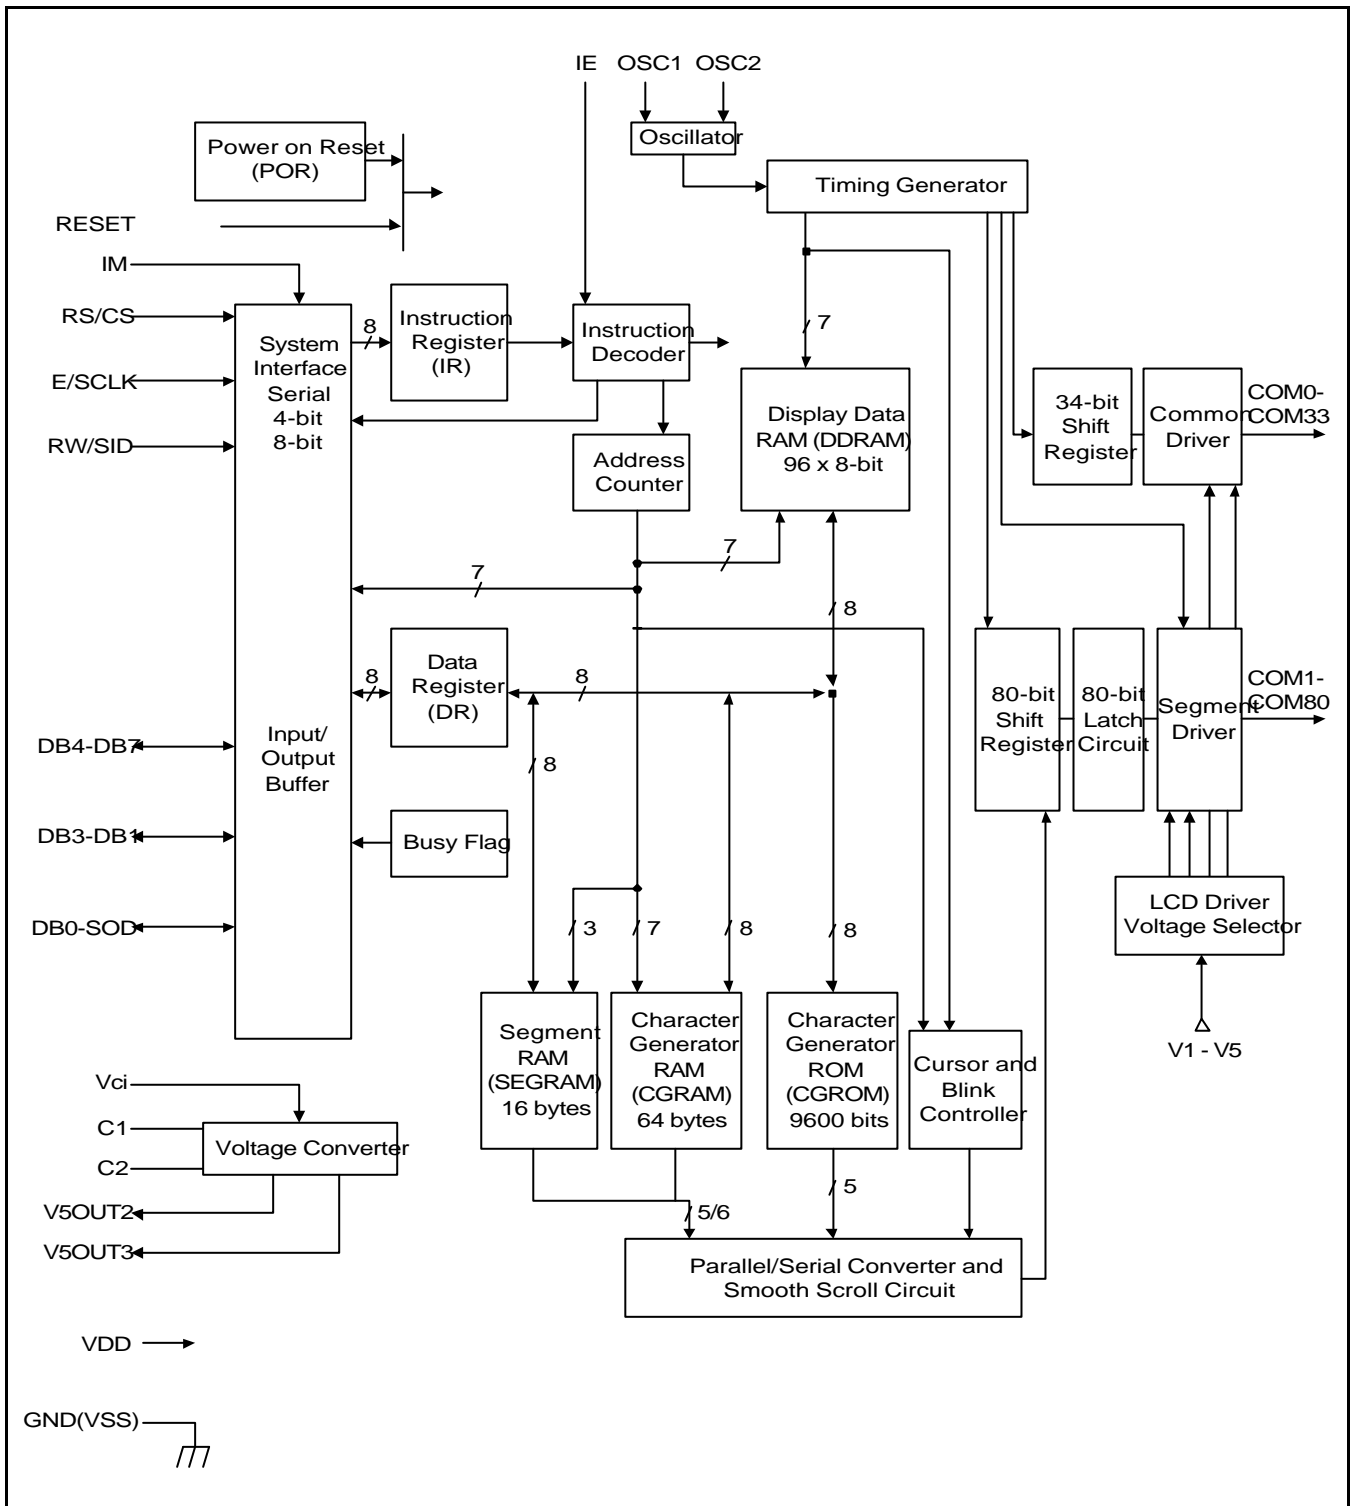 IE OSC1 OSC2
Oscillator
Power on Reset
(POR)
Timing Generator
RESET
IM
RS/CS
E/SCLK
RW/SID
System
Interface
Serial
4-bit
8-bit
8
Instruction
Register
(IR)
Instruction
Decoder
7
Address
Counter
Display Data
RAM (DDRAM)
96 x 8-bit
34-bit
Shift
Register
Common
Driver
COM0-
COM33
7
7
8
8
Data
Register
(DR)
8
8
80-bit
Shift
Register
80-bit
Latch
Circuit
Segment
Driver
COM1-
COM80
DB4-DB7
Input/
Output
Buffer
DB3-DB1
Busy Flag
DB0-SOD
3
7
8
8
LCD Driver
Voltage Selector
V1 - V5
Segment
RAM
(SEGRAM)
16 bytes
Character
Generator
RAM
(CGRAM)
64 bytes
Character
Generator
ROM
(CGROM)
9600 bits
Cursor and
Blink
Controller
Vci
C1
C2
Voltage Converter
V5OUT2
V5OUT3
5/6
5
Parallel/Serial Converter and
Smooth Scroll Circuit
VDD
GND(VSS)